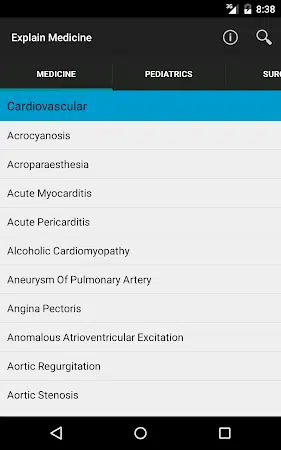 3G 8:38
Explain Medicine
MEDICINE PEDIATRICS SUR
Cardiovascular
Acrocyanosis
Acroparaesthesia
Acute Myocarditis
Acute Pericarditis
Alcoholic Cardiomyopathy
Aneurysm Of Pulmonary Artery
Angina Pectoris
Anomalous Atrioventricular Excitation
Aortic Regurgitation
Aortic Stenosis